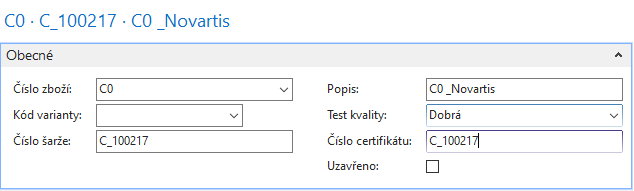 C0 · C_100217 · C0 _Novartis
Obecné
Číslo zboží: C0 Popis: C0 _Novartis
Kód varianty: Test kvality: Dobrá
Číslo šarže: C_100217 Číslo certifikátu: C_100217
Uzavřeno: